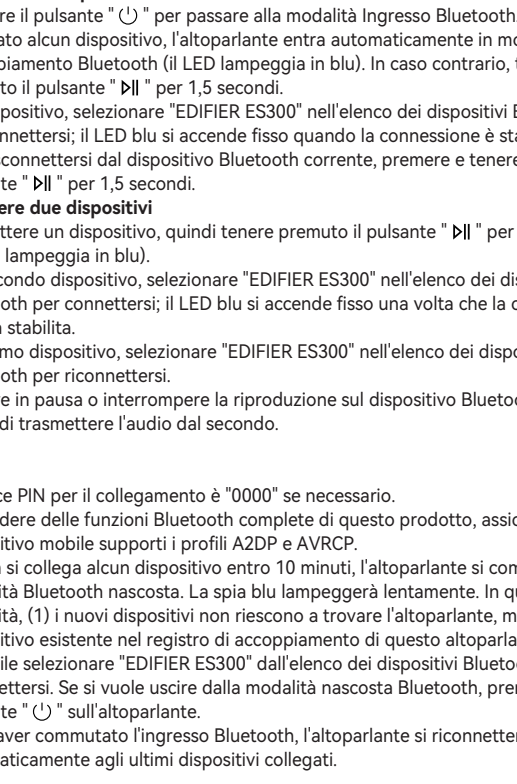 re il pulsante " ⏻ " per passare alla modalità Ingresso Bluetooth.
ato alcun dispositivo, l'altoparlante entra automaticamente in mo
piamento Bluetooth (il LED lampeggia in blu). In caso contrario, t
to il pulsante " ▷|| " per 1,5 secondi.
positivo, selezionare "EDIFIER ES300" nell'elenco dei dispositivi B
nnettersi; il LED blu si accende fisso quando la connessione è sta
sconnettersi dal dispositivo Bluetooth corrente, premere e tenere
te " ▷|| " per 1,5 secondi.
ere due dispositivi
ettere un dispositivo, quindi tenere premuto il pulsante " ▷|| " per
lampeggia in blu).
condo dispositivo, selezionare "EDIFIER ES300" nell'elenco dei dis
oth per connettersi; il LED blu si accende fisso una volta che la c
a stabilita.
mo dispositivo, selezionare "EDIFIER ES300" nell'elenco dei dispo
oth per riconnettersi.
e in pausa o interrompere la riproduzione sul dispositivo Bluetoo
di trasmettere l'audio dal secondo.
ce PIN per il collegamento è "0000" se necessario.
dere delle funzioni Bluetooth complete di questo prodotto, assic
itivo mobile supporti i profili A2DP e AVRCP.
n si collega alcun dispositivo entro 10 minuti, l'altoparlante si com
ità Bluetooth nascosta. La spia blu lampeggerà lentamente. In qu
ità, (1) i nuovi dispositivi non riescono a trovare l'altoparlante, m
itivo esistente nel registro di accoppiamento di questo altoparla
ile selezionare "EDIFIER ES300" dall'elenco dei dispositivi Bluetoo
ettersi. Se si vuole uscire dalla modalità nascosta Bluetooth, prem
te " ⏻ " sull'altoparlante.
aver commutato l'ingresso Bluetooth, l'altoparlante si riconnetter
aticamente agli ultimi dispositivi collegati.